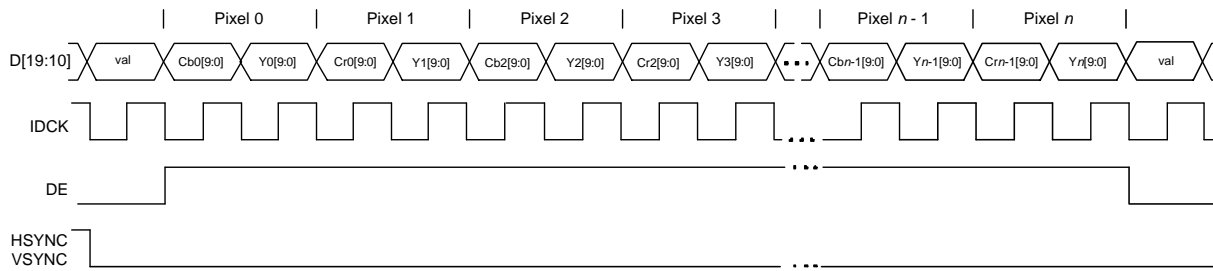 Pixel 0 Pixel 1 Pixel 2 Pixel 3 Pixel n - 1 Pixel n
D[19:10] val Cb0[9:0] Y0[9:0] Cr0[9:0] Y1[9:0] Cb2[9:0] Y2[9:0] Cr2[9:0] Y3[9:0] ... Cbn-1[9:0] Yn-1[9:0] Crn-1[9:0] Yn[9:0] val
IDCK ...
DE ...
HSYNC
VSYNC ...